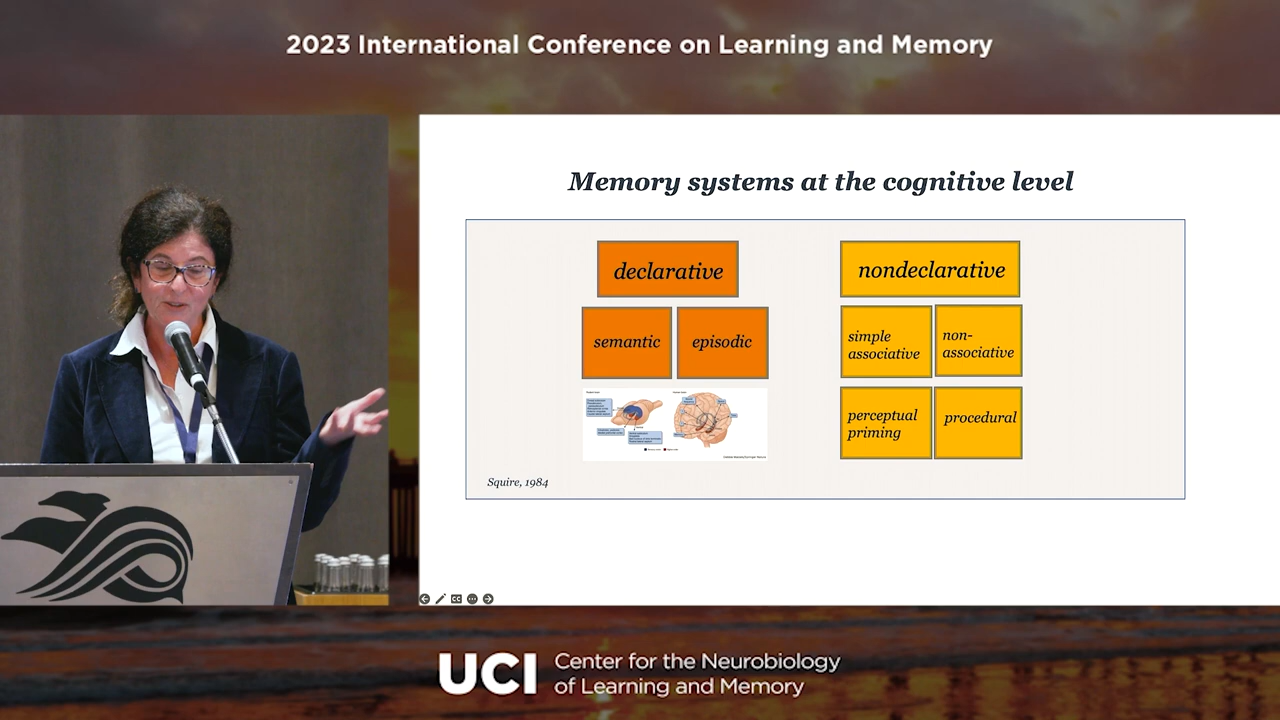 2023 International Conference on Learning and Memory
Memory systems at the cognitive level
declarative
nondeclarative
semantic
episodic
simple
associative
non-
associative
perceptual
priming
procedural
Squire, 1984
UCI
Center for the Neurobiology
of Learning and Memory